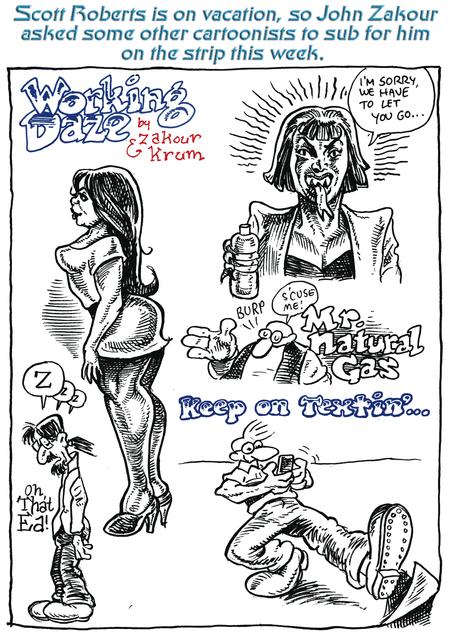 Scott Roberts is on vacation, so John Zakour
asked some other cartoonists to sub for him
on the strip this week.
Working
Daze by
Zakour
& Krum
I'M SORRY,
WE HAVE
TO LET
YOU GO...
BURP
S'CUSE
ME!
Mr.
Natural
Gas
Keep on Textin'...
Z
Z
Z
Oh,
That
Ed!